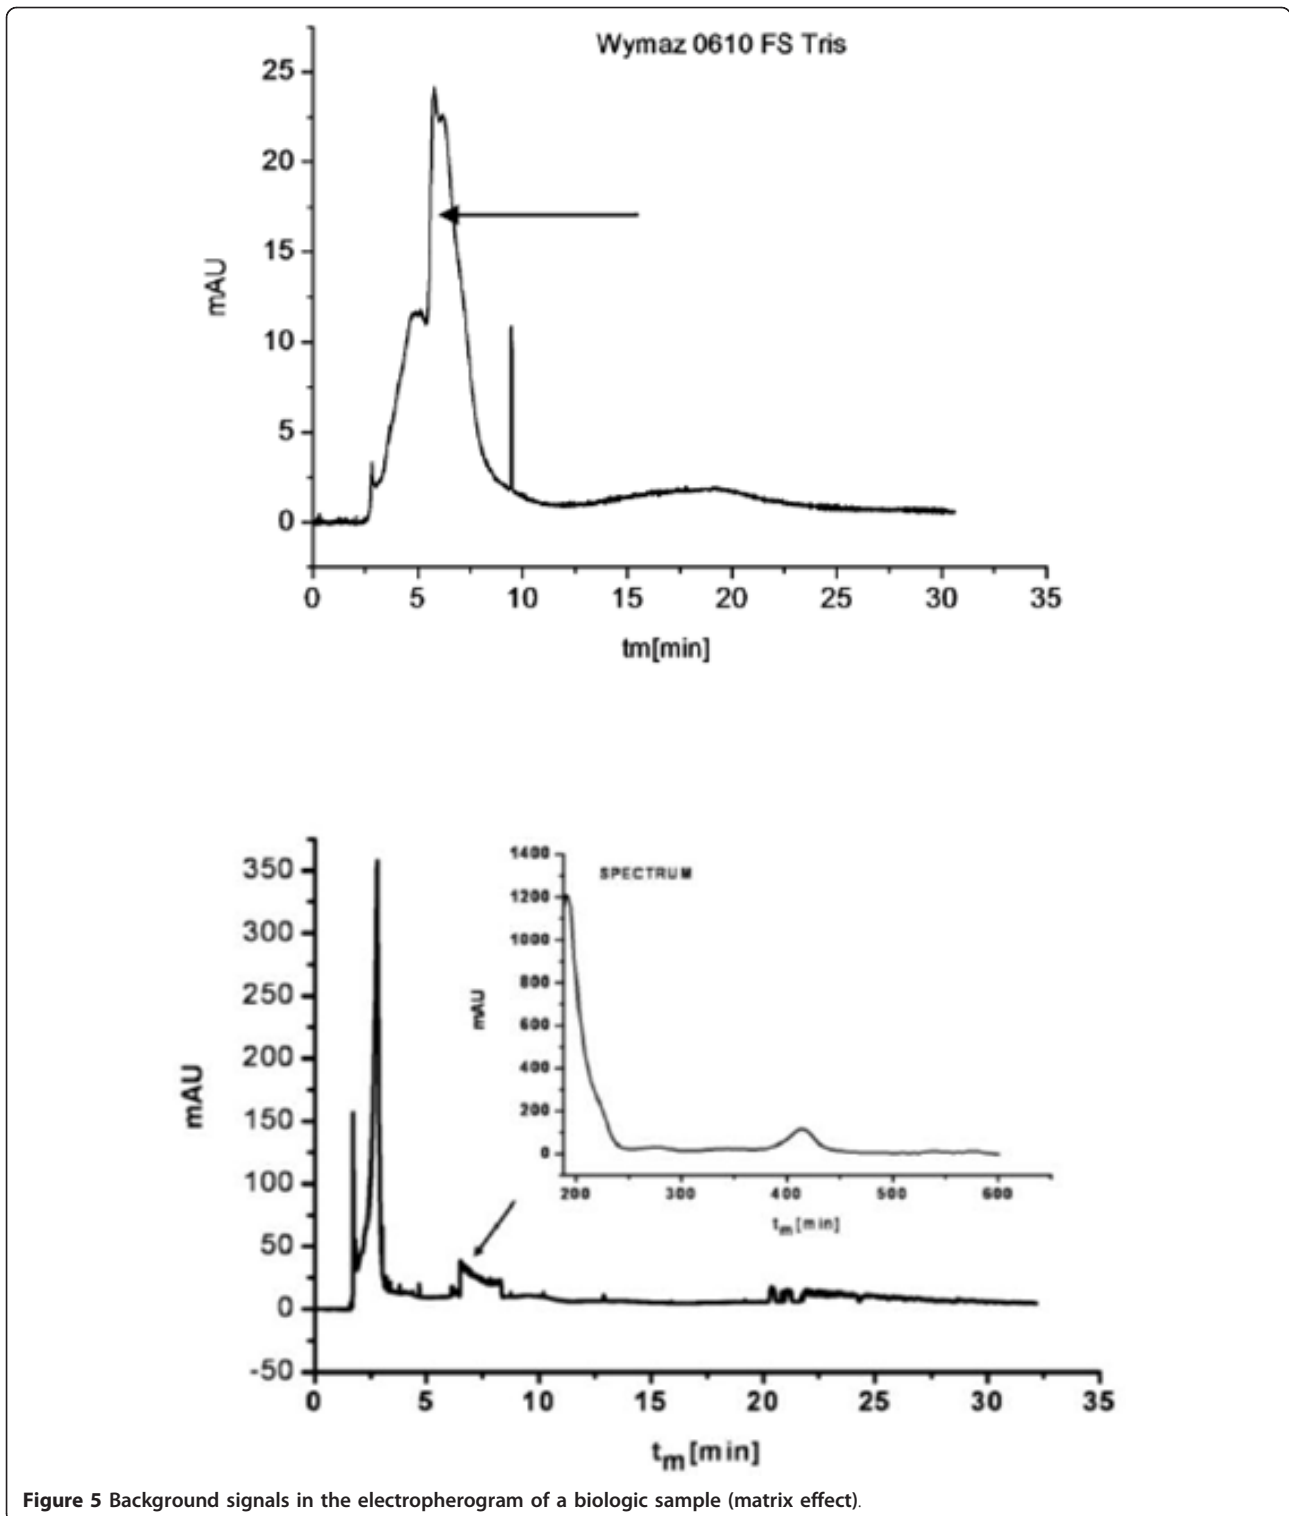 Wymaz 0610 FS Tris
25
20
15
10
5
0
mAU
0 5 10 15 20 25 30 35
tm[min]
350
300
250
200
150
100
50
0
-50
mAU
1400
1200
1000
800
600
400
200
0
SPECTRUM
mAU
200 300 400 500 600
tm[min]
0 5 10 15 20 25 30 35
tm[min]
Figure 5 Background signals in the electropherogram of a biologic sample (matrix effect).